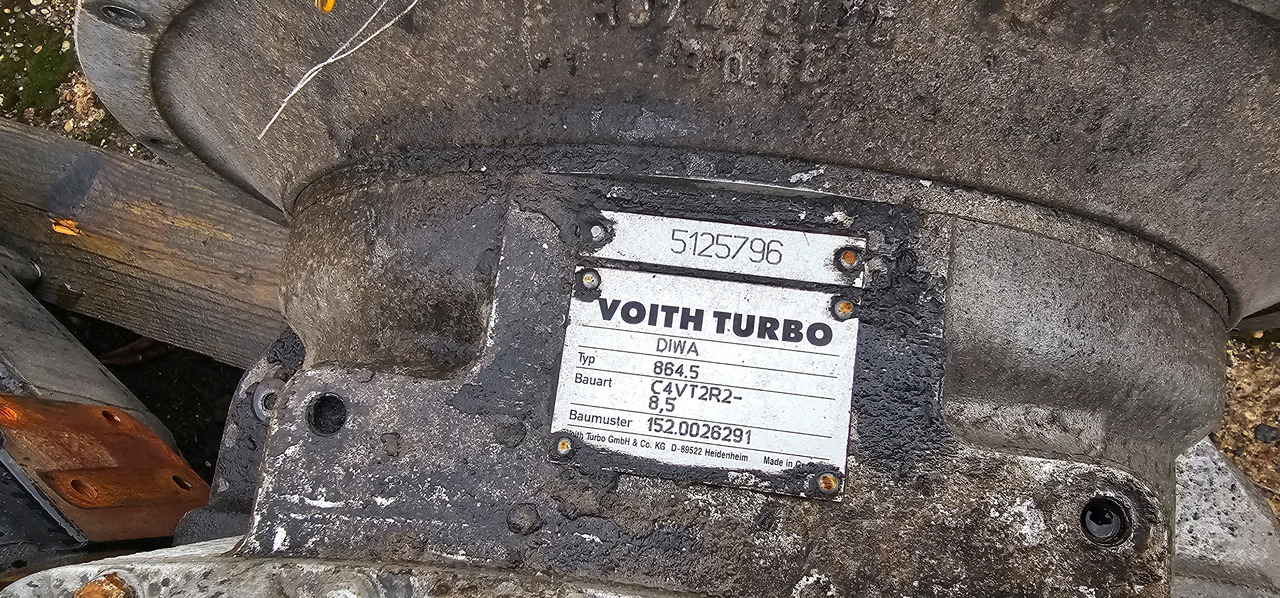 5125796
VOITH TURBO
DIWA
Typ 864.5
Bauart C4VT2R2-
8,5
Baumuster 152.0026291
Turbo GmbH & Co. KG D-89522 Heidenheim Made in